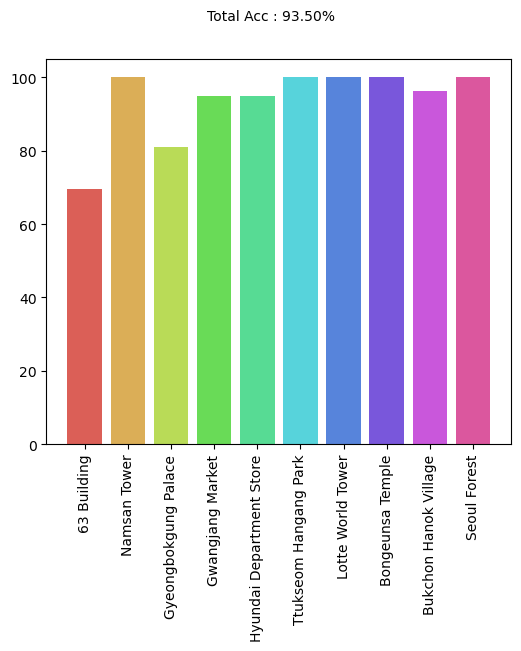 Total Acc : 93.50%
100
80
60
40
20
0
63 Building
Namsan Tower
Gyeongbokgung Palace
Gwangjang Market
Hyundai Department Store
Ttukseom Hangang Park
Lotte World Tower
Bongeunsa Temple
Bukchon Hanok Village
Seoul Forest